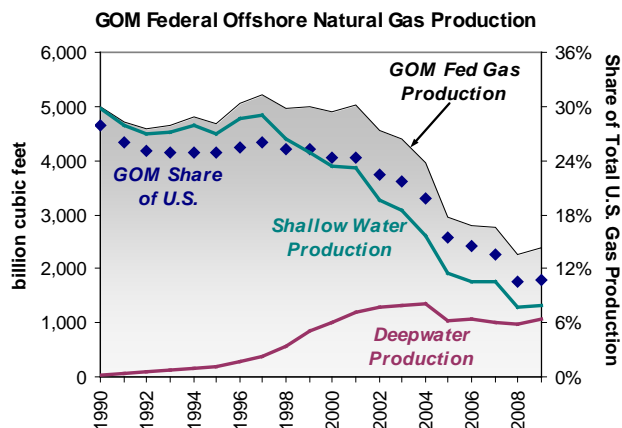 GOM Federal Offshore Natural Gas Production
6,000
5,000
4,000
3,000
2,000
1,000
0
billion cubic feet
36%
30%
24%
18%
12%
6%
0%
Share of Total U.S. Gas Production
GOM Fed Gas
Production
GOM Share
of U.S.
Shallow Water
Production
Deepwater
Production
1990
1992
1994
1996
1998
2000
2002
2004
2006
2008